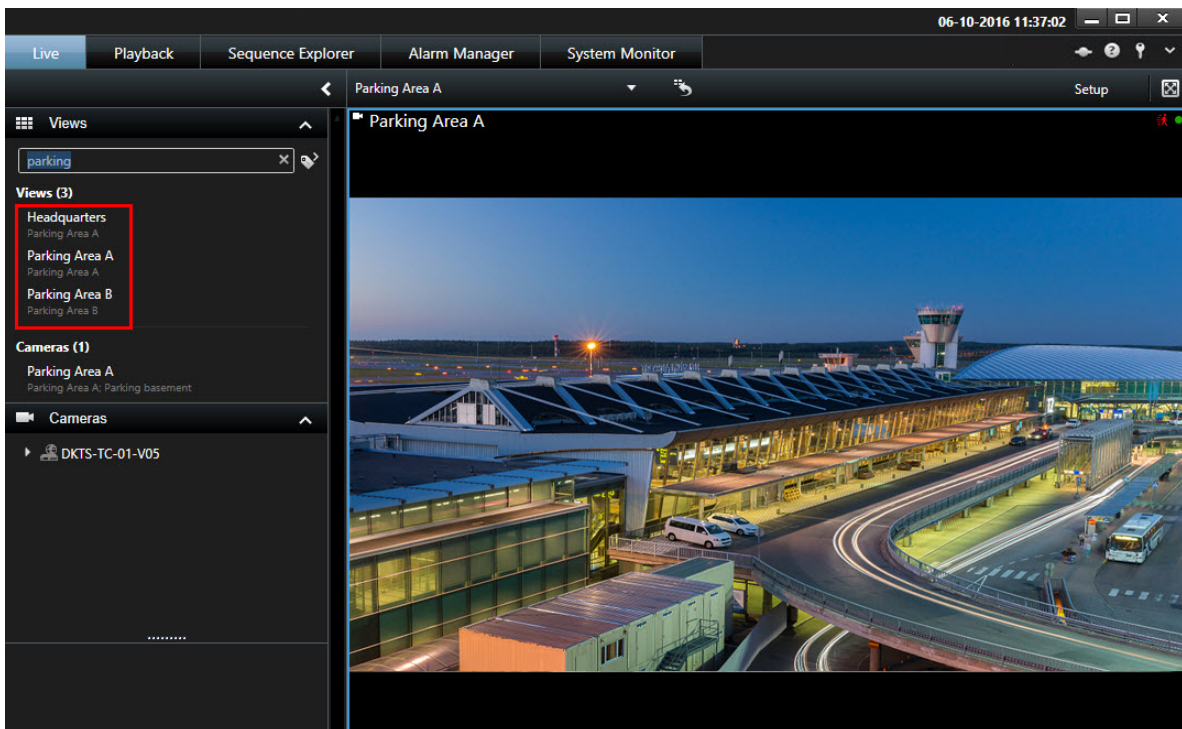 06-10-2016 11:37:02
Live Playback Sequence Explorer Alarm Manager System Monitor
Parking Area A Setup
Views
parking
Views (3)
Headquarters
Parking Area A
Parking Area A
Parking Area A
Parking Area B
Parking Area B
Cameras (1)
Parking Area A
Parking Area A; Parking basement
Cameras
DKTS-TC-01-V05
Parking Area A